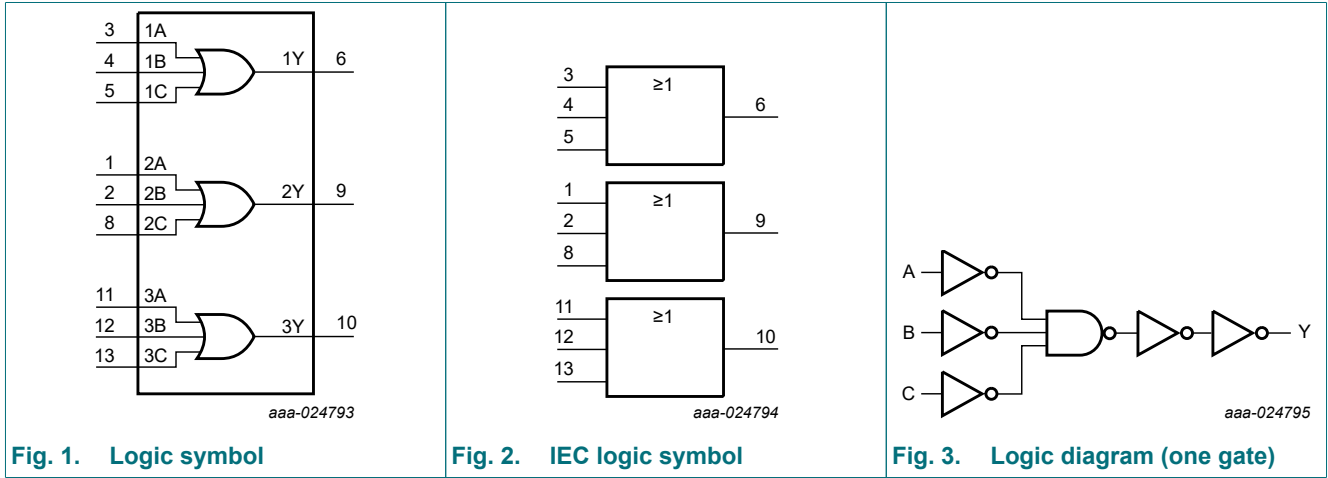 3 1A
4 1B 1Y 6
5 1C
1 2A
2 2B 2Y 9
8 2C
11 3A
12 3B 3Y 10
13 3C
aaa-024793
Fig. 1. Logic symbol
3 ≥1
4 6
5
1 ≥1
2 9
8
11 ≥1
12 10
13
aaa-024794
Fig. 2. IEC logic symbol
A
B Y
C
aaa-024795
Fig. 3. Logic diagram (one gate)